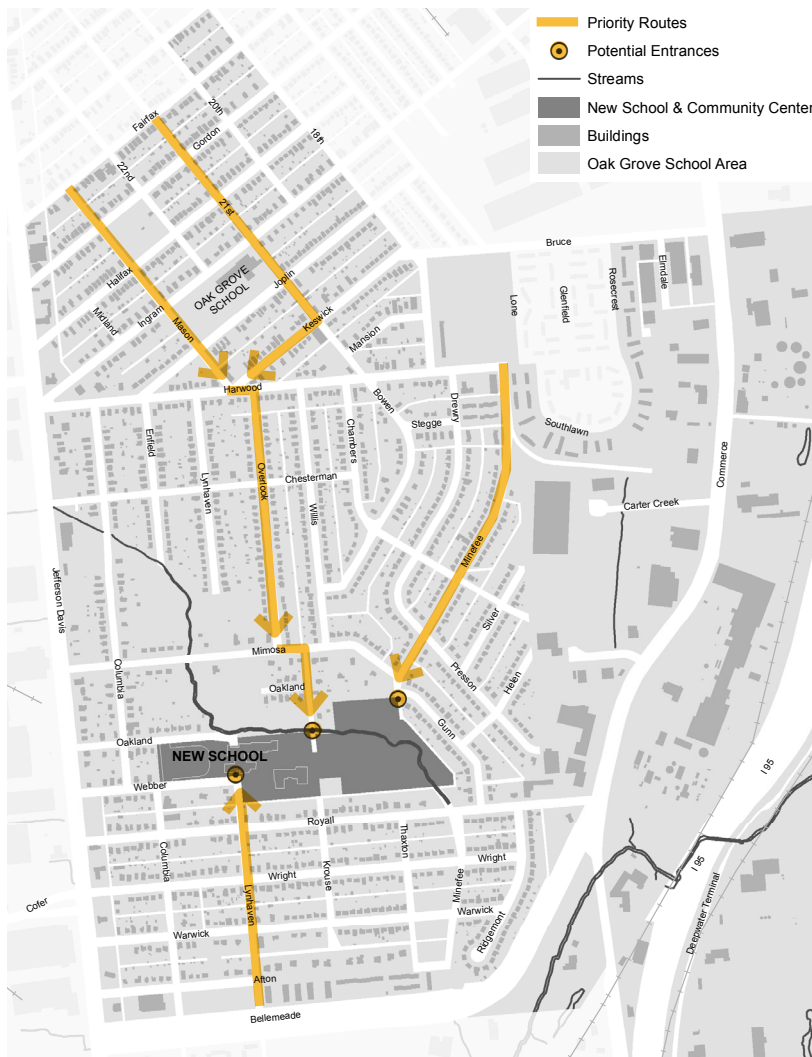 Priority Routes
Potential Entrances
Streams
New School & Community Center
Buildings
Oak Grove School Area
Fairfax
20th
Gordon
18th
22nd
21st
Bruce
Elmdale
Rosecrest
Glenfield
Lone
Halifax
Joplin
OAK GROVE
SCHOOL
Midland
Ingram
Mason
Keswick
Mansion
Harwood
Bowen
Drewry
Stegge
Southlawn
Enfield
Chambers
Lynhaven
Overlook
Chesterman
Willis
Commerce
Carter Creek
Minefee
Jefferson Davis
Silver
Mimosa
Columbia
Presson
Helen
Oakland
Gunn
Oakland
NEW SCHOOL
Webber
I 95
Royall
Thaxton
Columbia
Krouse
Wright
Wright
I 95
Minefee
Cofer
Lynhaven
Warwick
Warwick
Ridgemont
Deepwater Terminal
Afton
Bellemeade